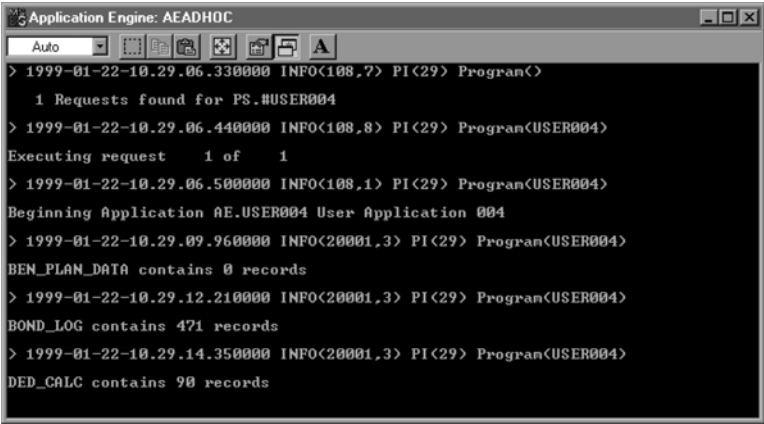 Application Engine: AEADHOC
Auto
A
> 1999-01-22-10.29.06.330000 INFO(108,7) PI(29) Program()
1 Requests found for PS.#USER004
> 1999-01-22-10.29.06.440000 INFO(108,8) PI(29) Program(USER004)
Executing request 1 of 1
> 1999-01-22-10.29.06.500000 INFO(108,1) PI(29) Program(USER004)
Beginning Application AE.USER004 User Application 004
> 1999-01-22-10.29.09.960000 INFO(20001,3) PI(29) Program(USER004)
BEN_PLAN_DATA contains 0 records
> 1999-01-22-10.29.12.210000 INFO(20001,3) PI(29) Program(USER004)
BOND_LOG contains 471 records
> 1999-01-22-10.29.14.350000 INFO(20001,3) PI(29) Program(USER004)
DED_CALC contains 90 records